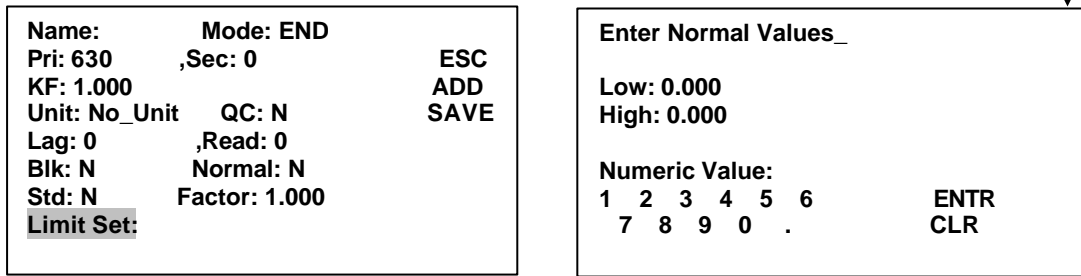 Name: Mode: END
Pri: 630 ,Sec: 0 ESC
KF: 1.000 ADD
Unit: No_Unit QC: N SAVE
Lag: 0 ,Read: 0
Blk: N Normal: N
Std: N Factor: 1.000
Limit Set:
Enter Normal Values_
Low: 0.000
High: 0.000
Numeric Value:
1 2 3 4 5 6 ENTR
7 8 9 0 . CLR